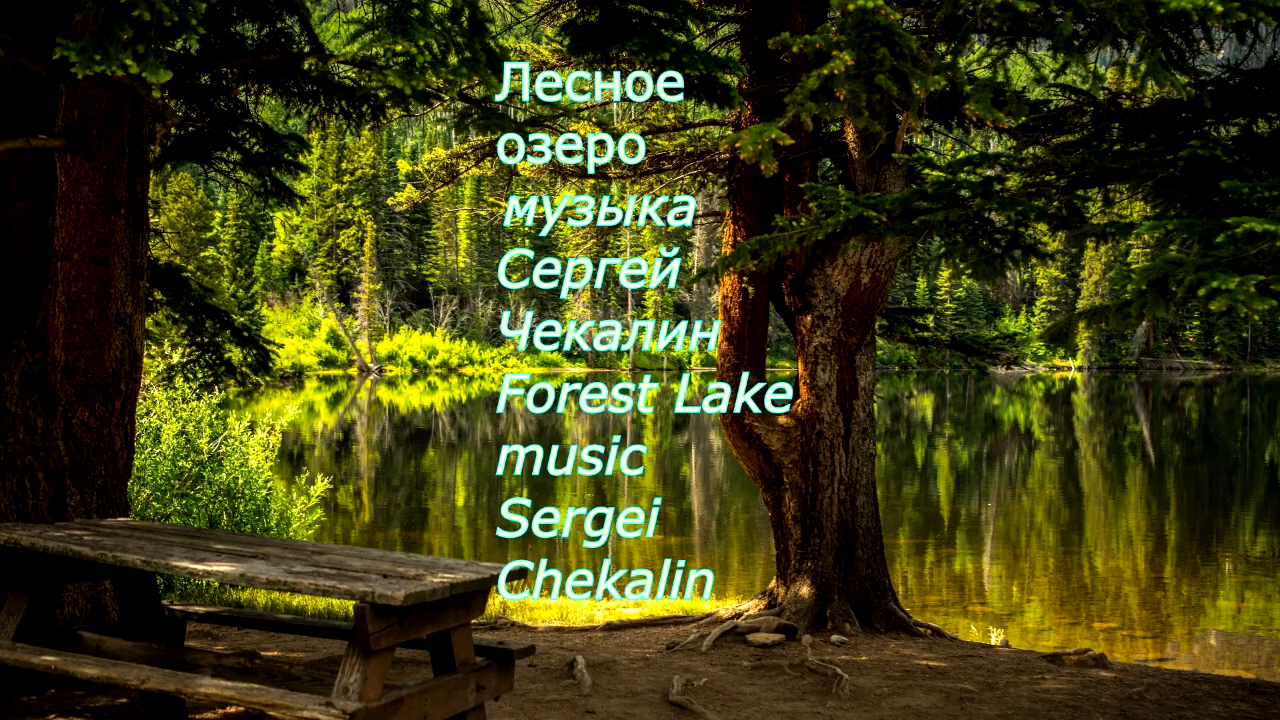 Лесное
озеро
музыка
Сергей
Чекалин
Forest Lake
music
Sergei
Chekalin